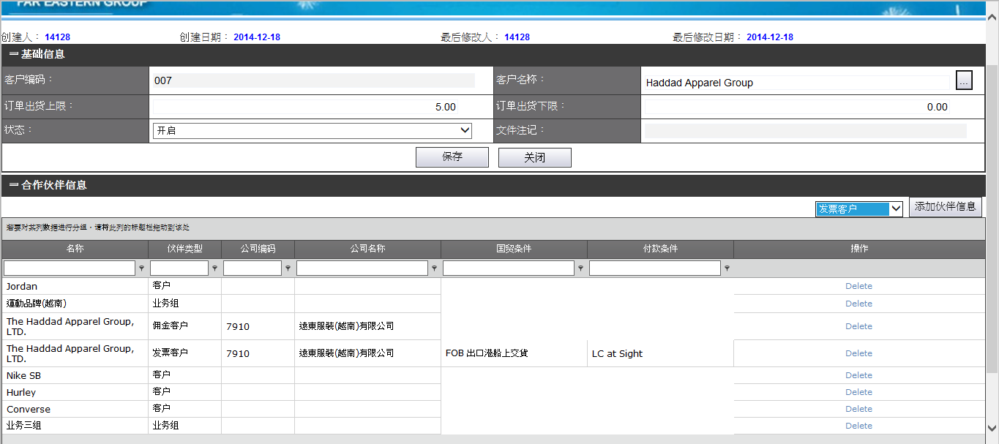 FAR EASTERN GROUP
创建人： 14128 创建日期： 2014-12-18 最后修改人： 14128 最后修改日期： 2014-12-18
基础信息
客户编码： 007 客户名称： Haddad Apparel Group ...
订单出货上限： 5.00 订单出货下限： 0.00
状态： 开启 文件注记：
保存 关闭
合作伙伴信息
发票客户 添加伙伴信息
若要对某列数据进行分组，请将此列的标题栏拖动到该处
名称 伙伴类型 公司编码 公司名称 国贸条件 付款条件 操作
Jordan 客户 Delete
運動品牌(越南) 业务组 Delete
The Haddad Apparel Group, LTD. 佣金客户 7910 遠東服裝(越南)有限公司 Delete
The Haddad Apparel Group, LTD. 发票客户 7910 遠東服裝(越南)有限公司 FOB 出口港船上交貨 LC at Sight Delete
Nike SB 客户 Delete
Hurley 客户 Delete
Converse 客户 Delete
业务三组 业务组 Delete